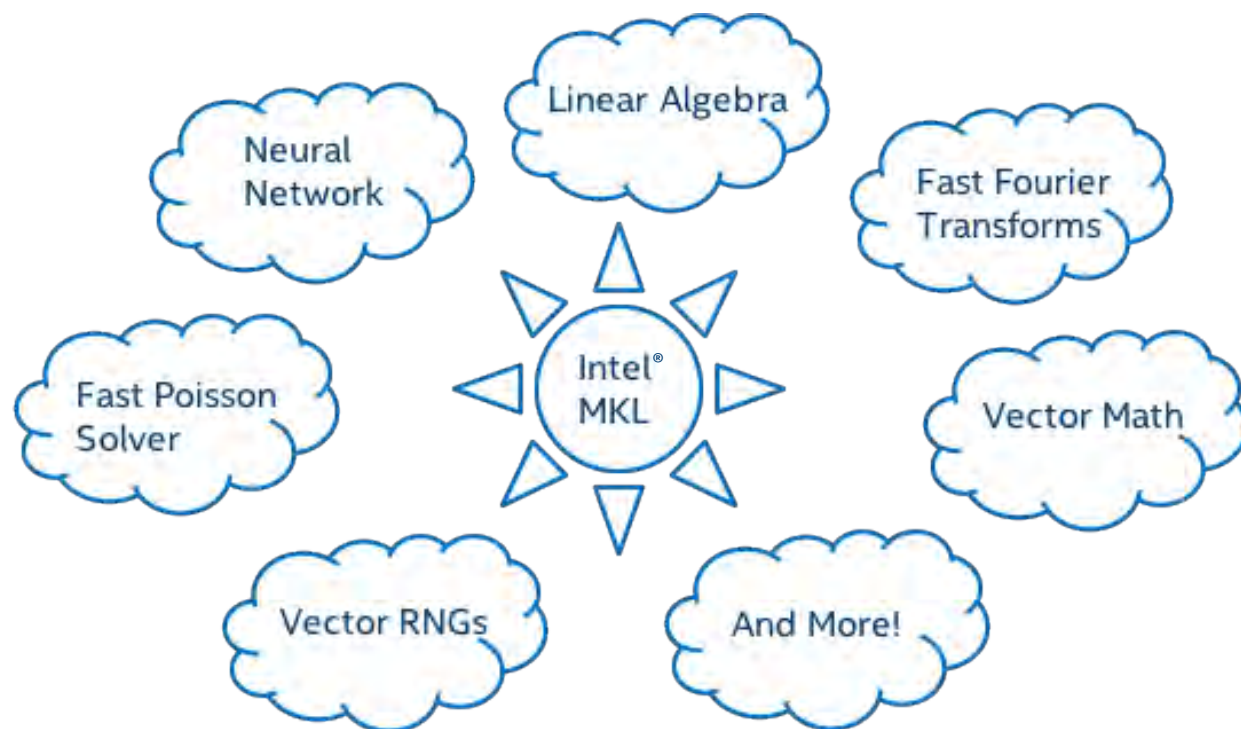 Linear Algebra
Neural
Network
Fast Fourier
Transforms
Intel®
MKL
Fast Poisson
Solver
Vector Math
Vector RNGs
And More!